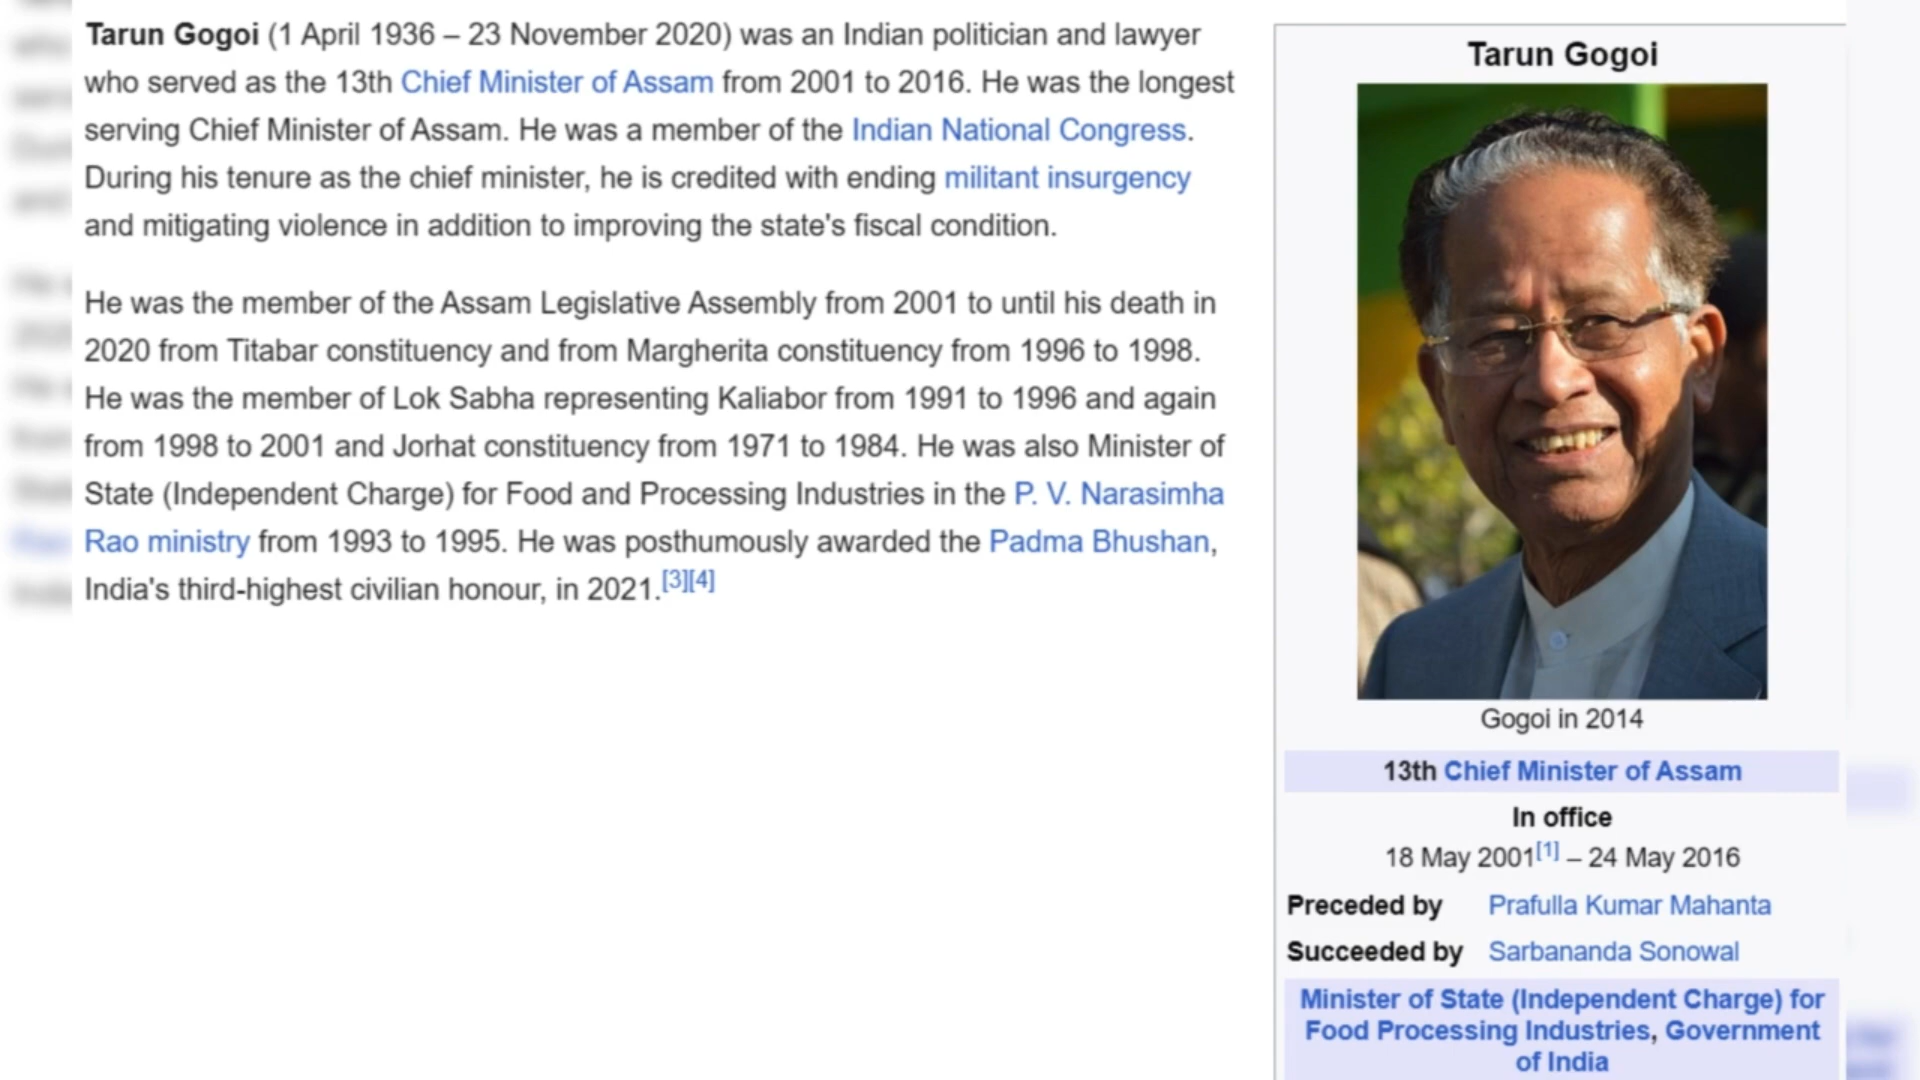 Tarun Gogoi (1 April 1936 – 23 November 2020) was an Indian politician and lawyer
who served as the 13th Chief Minister of Assam from 2001 to 2016. He was the longest
serving Chief Minister of Assam. He was a member of the Indian National Congress.
During his tenure as the chief minister, he is credited with ending militant insurgency
and mitigating violence in addition to improving the state's fiscal condition.
He was the member of the Assam Legislative Assembly from 2001 to until his death in
2020 from Titabar constituency and from Margherita constituency from 1996 to 1998.
He was the member of Lok Sabha representing Kaliabor from 1991 to 1996 and again
from 1998 to 2001 and Jorhat constituency from 1971 to 1984. He was also Minister of
State (Independent Charge) for Food and Processing Industries in the P. V. Narasimha
Rao ministry from 1993 to 1995. He was posthumously awarded the Padma Bhushan,
India's third-highest civilian honour, in 2021.[3][4]
Tarun Gogoi
Gogoi in 2014
13th Chief Minister of Assam
In office
18 May 2001[1] – 24 May 2016
Preceded by Prafulla Kumar Mahanta
Succeeded by Sarbananda Sonowal
Minister of State (Independent Charge) for
Food Processing Industries, Government
of India